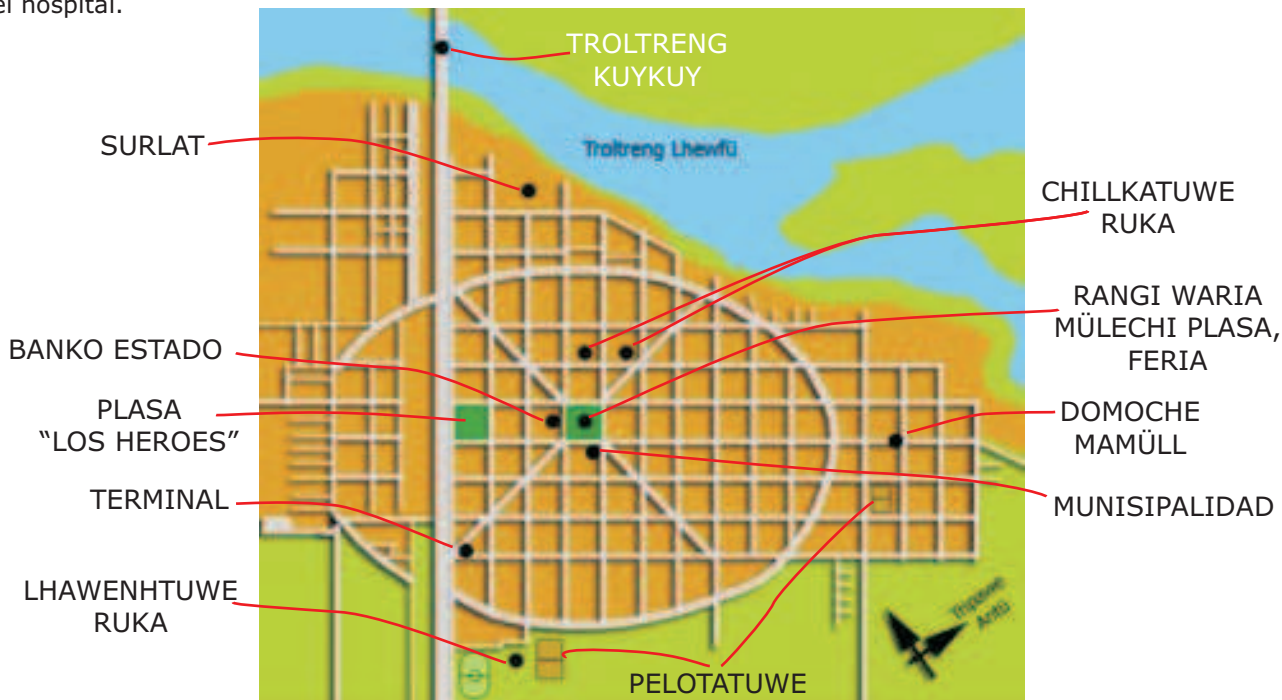 el hospital.
TROLTRENG
KUYKUY
SURLAT
Troltreng Lhewfü
CHILLKATUWE
RUKA
RANGI WARIA
MÜLECHI PLASA,
FERIA
BANKO ESTADO
PLASA
“LOS HEROES”
DOMOCHE
MAMÜLL
TERMINAL
MUNISIPALIDAD
LHAWENHTUWE
RUKA
Antü
PELOTATUWE